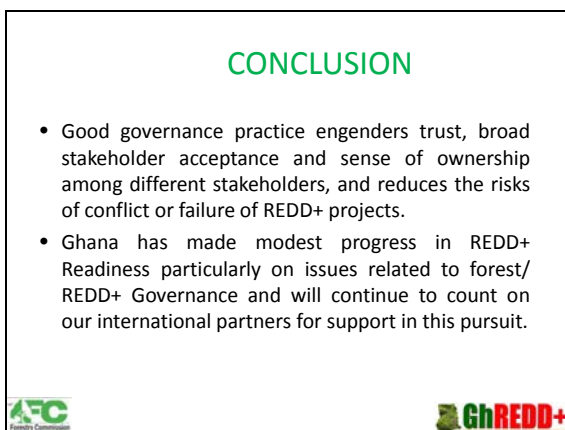 CONCLUSION
• Good governance practice engenders trust, broad
stakeholder acceptance and sense of ownership
among different stakeholders, and reduces the risks
of conflict or failure of REDD+ projects.
• Ghana has made modest progress in REDD+
Readiness particularly on issues related to forest/
REDD+ Governance and will continue to count on
our international partners for support in this pursuit.
FC
Forestry Commission
GhREDD+